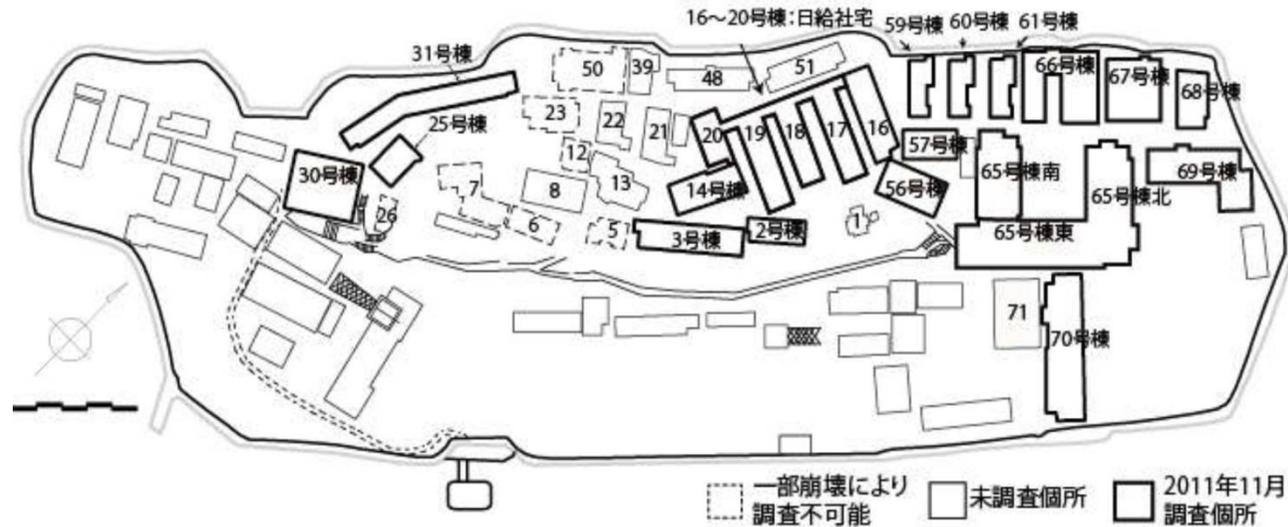 16～20号棟：日給社宅
59号棟
60号棟
61号棟
31号棟
50
39
48
51
66号棟
67号棟
68号棟
23
22
21
20
19
18
17
16
25号棟
12
57号棟
30号棟
7
8
13
14号棟
56号棟
65号棟南
65号棟北
69号棟
26
6
5
3号棟
2号棟
1
65号棟東
71
70号棟
一部崩壊により
調査不可能
未調査個所
2011年11月
調査個所